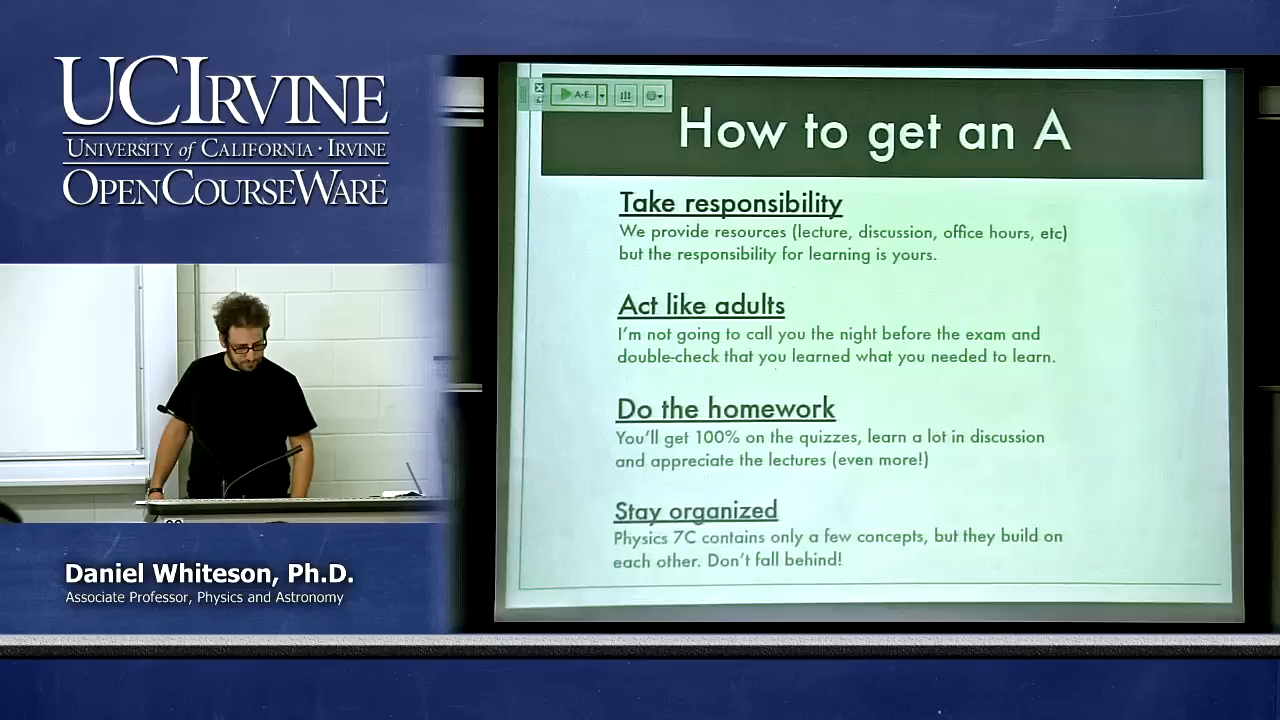 UCIRVINE
UNIVERSITY of CALIFORNIA · IRVINE
OPENCOURSEWARE
Daniel Whiteson, Ph.D.
Associate Professor, Physics and Astronomy
A-E
How to get an A
Take responsibility
We provide resources (lecture, discussion, office hours, etc)
but the responsibility for learning is yours.
Act like adults
I'm not going to call you the night before the exam and
double-check that you learned what you needed to learn.
Do the homework
You'll get 100% on the quizzes, learn a lot in discussion
and appreciate the lectures (even more!)
Stay organized
Physics 7C contains only a few concepts, but they build on
each other. Don't fall behind!